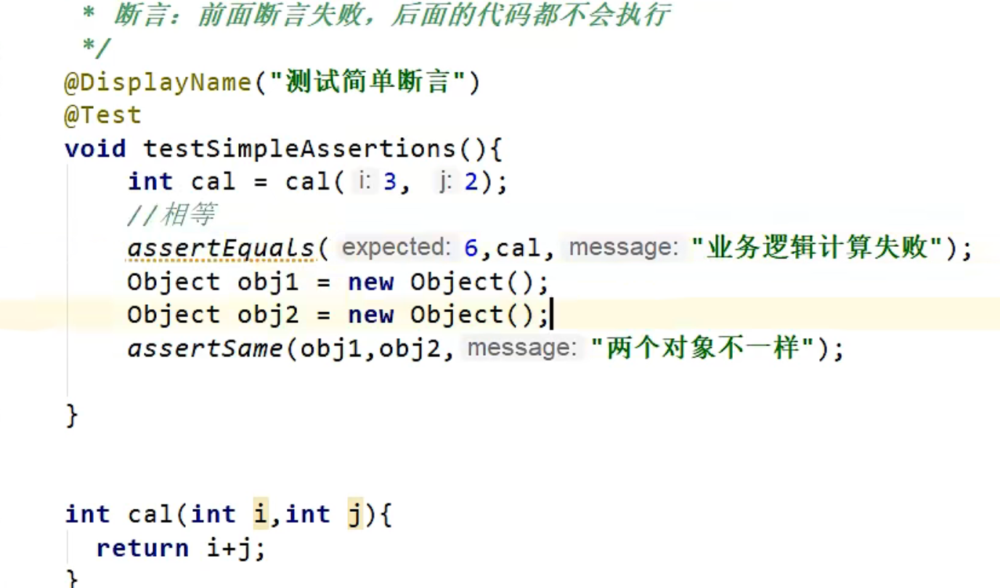 * 断言：前面断言失败，后面的代码都不会执行
*/
@DisplayName("测试简单断言")
@Test
void testSimpleAssertions(){
int cal = cal( i: 3, j: 2);
//相等
assertEquals( expected: 6,cal, message: "业务逻辑计算失败");
Object obj1 = new Object();
Object obj2 = new Object();
assertSame(obj1,obj2, message: "两个对象不一样");
}
int cal(int i,int j){
return i+j;
}